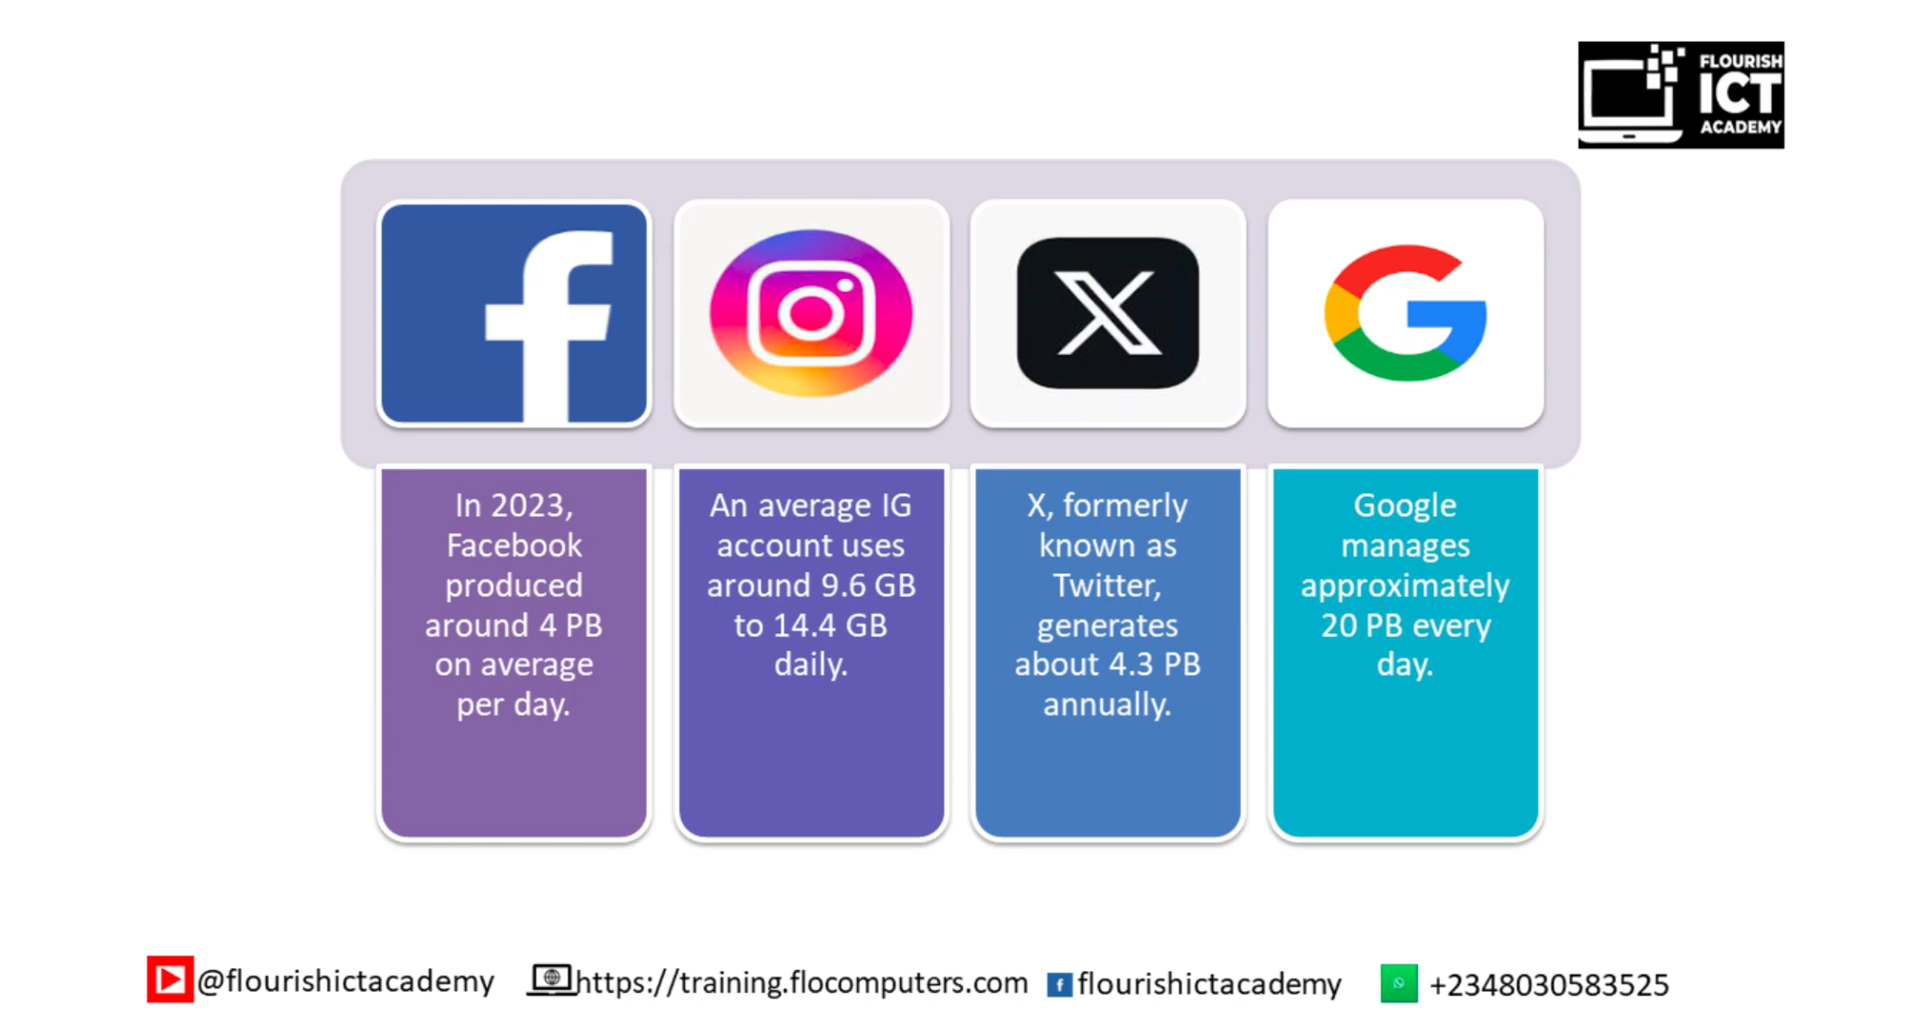 FLOURISH
ICT
ACADEMY
In 2023,
Facebook
produced
around 4 PB
on average
per day.
An average IG
account uses
around 9.6 GB
to 14.4 GB
daily.
X, formerly
known as
Twitter,
generates
about 4.3 PB
annually.
Google
manages
approximately
20 PB every
day.
@flourishictacademy
https://training.flocomputers.com
flourishictacademy
+2348030583525